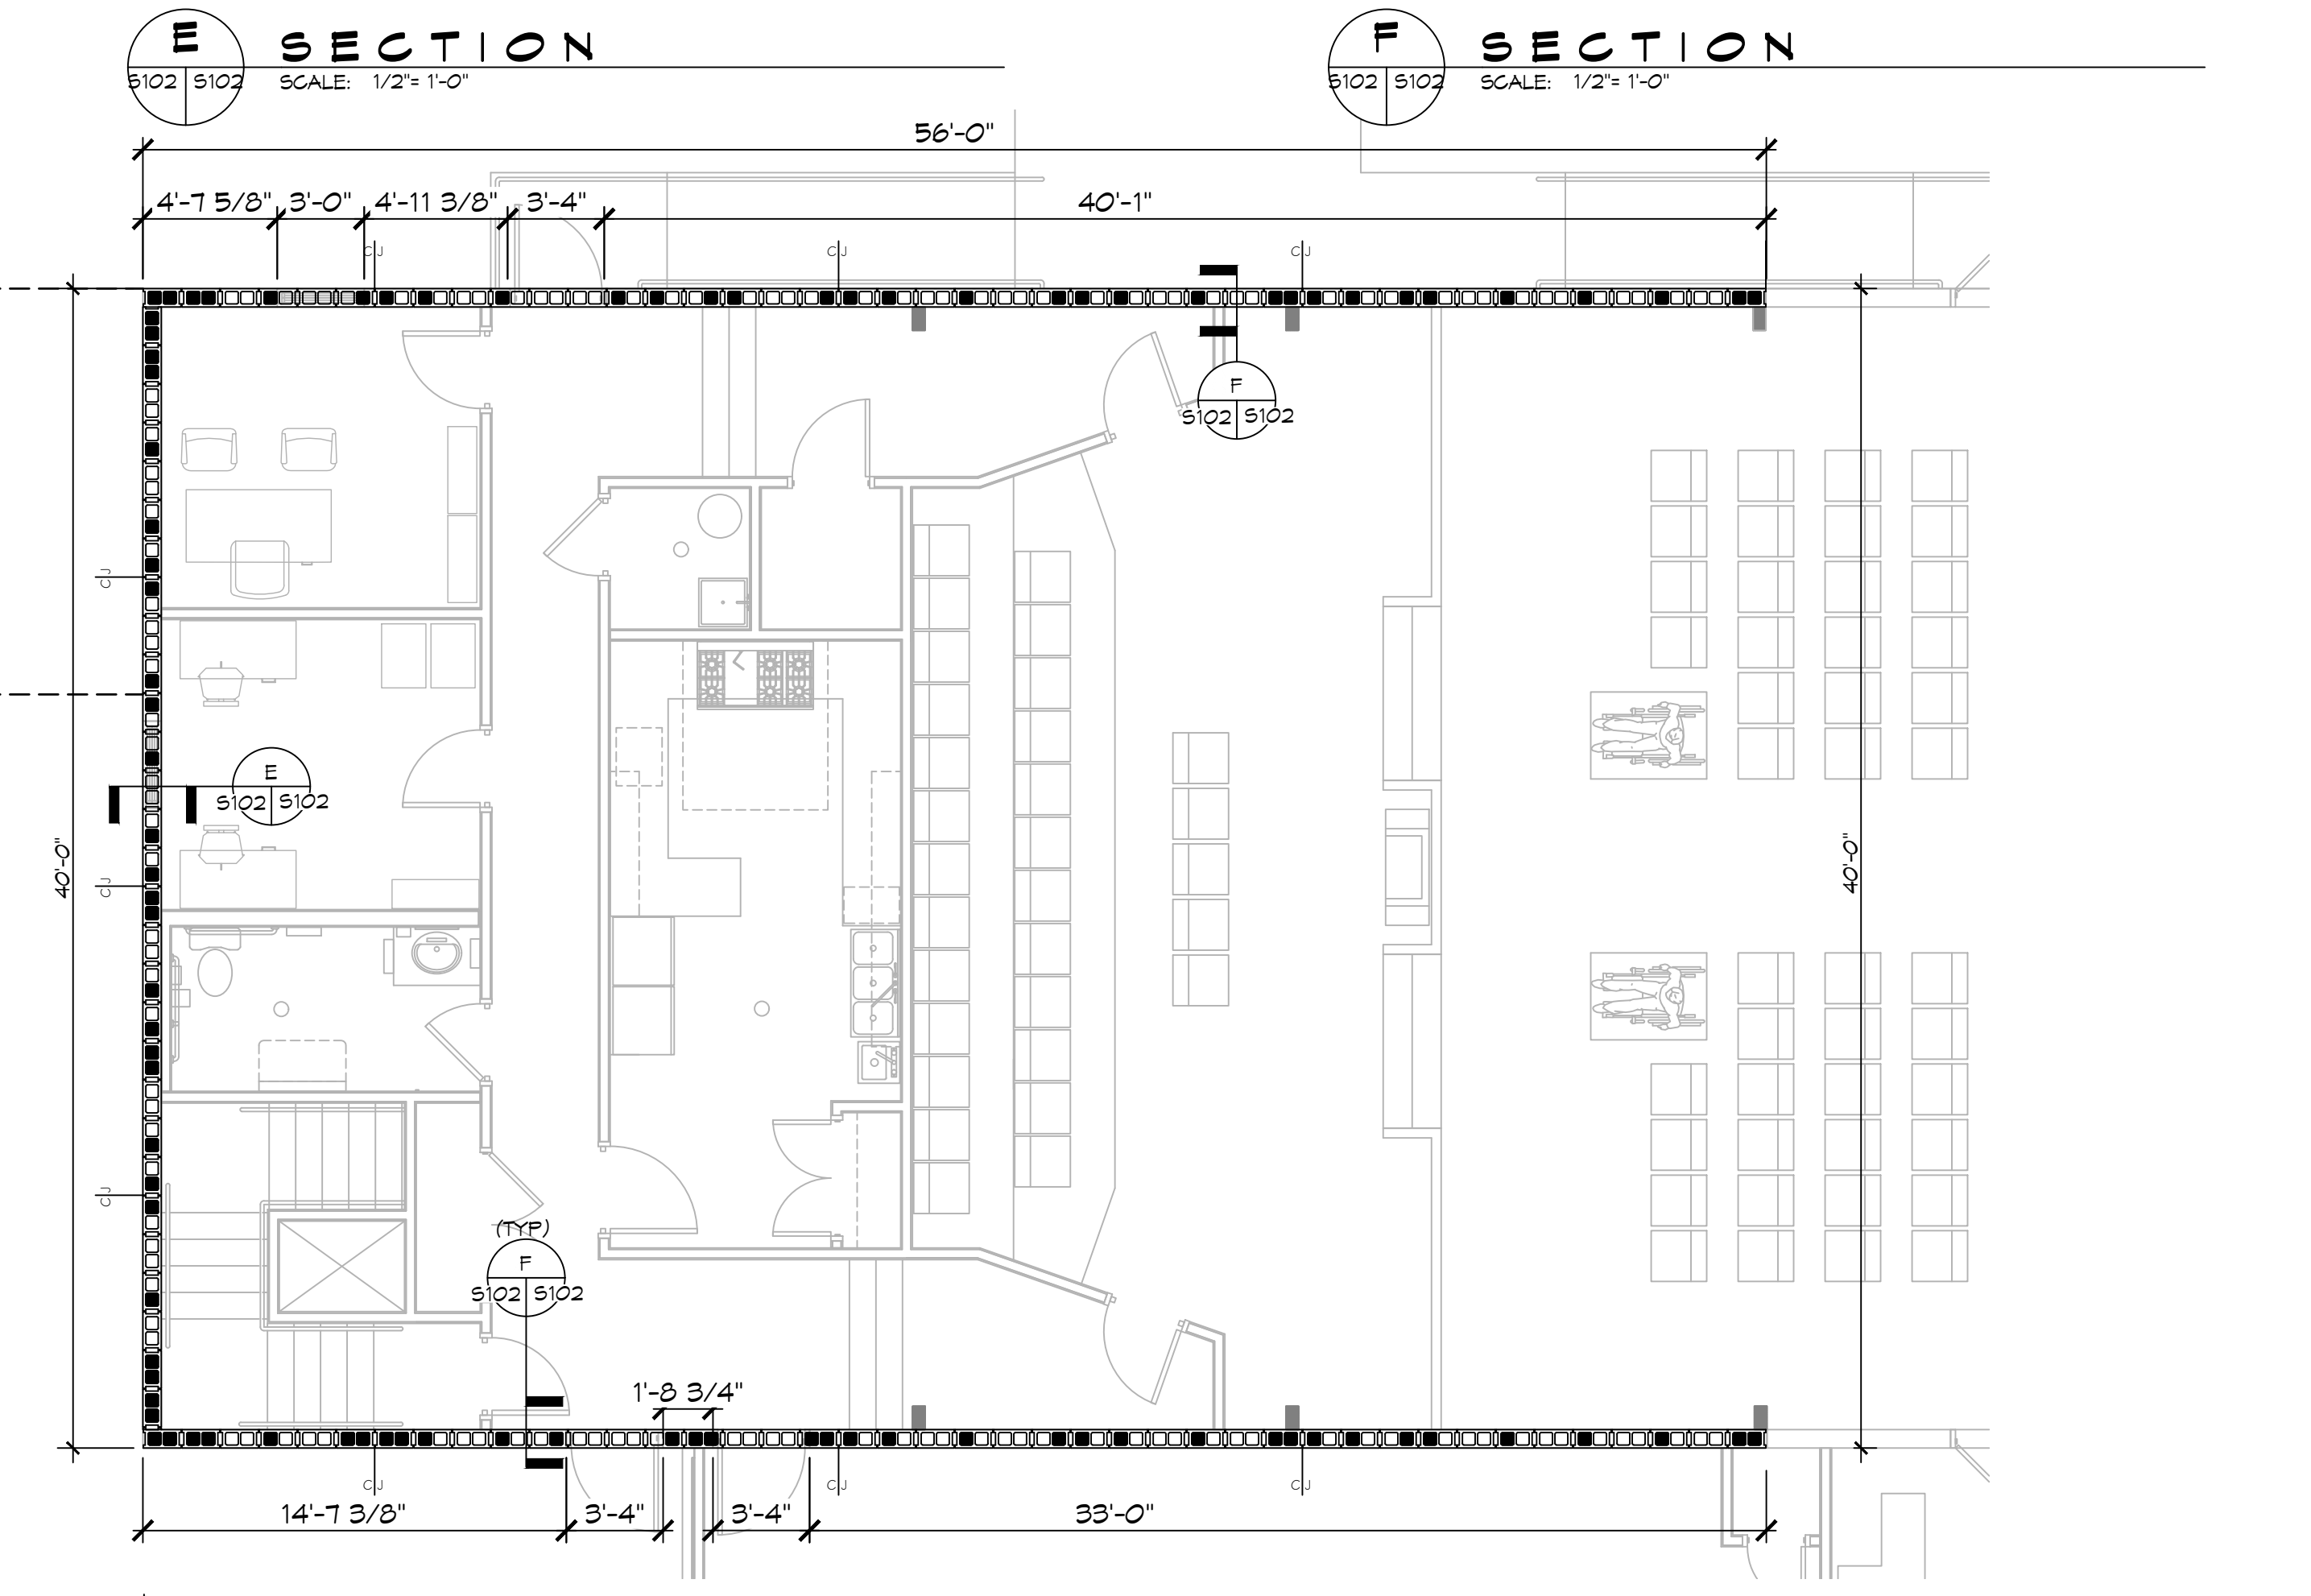 E SECTION
S102 S102 SCALE: 1/2"= 1'-0"
F SECTION
S102 S102 SCALE: 1/2"= 1'-0"
56'-0"
4'-7 5/8" 3'-0" 4'-11 3/8" 3'-4" 40'-1"
CJ CJ CJ
F
S102 S102
CJ
E
S102 S102
40'-0"
40'-0"
CJ
CJ
(TYP)
F
S102 S102
1'-8 3/4"
CJ CJ CJ
14'-7 3/8" 3'-4" 3'-4" 33'-0"